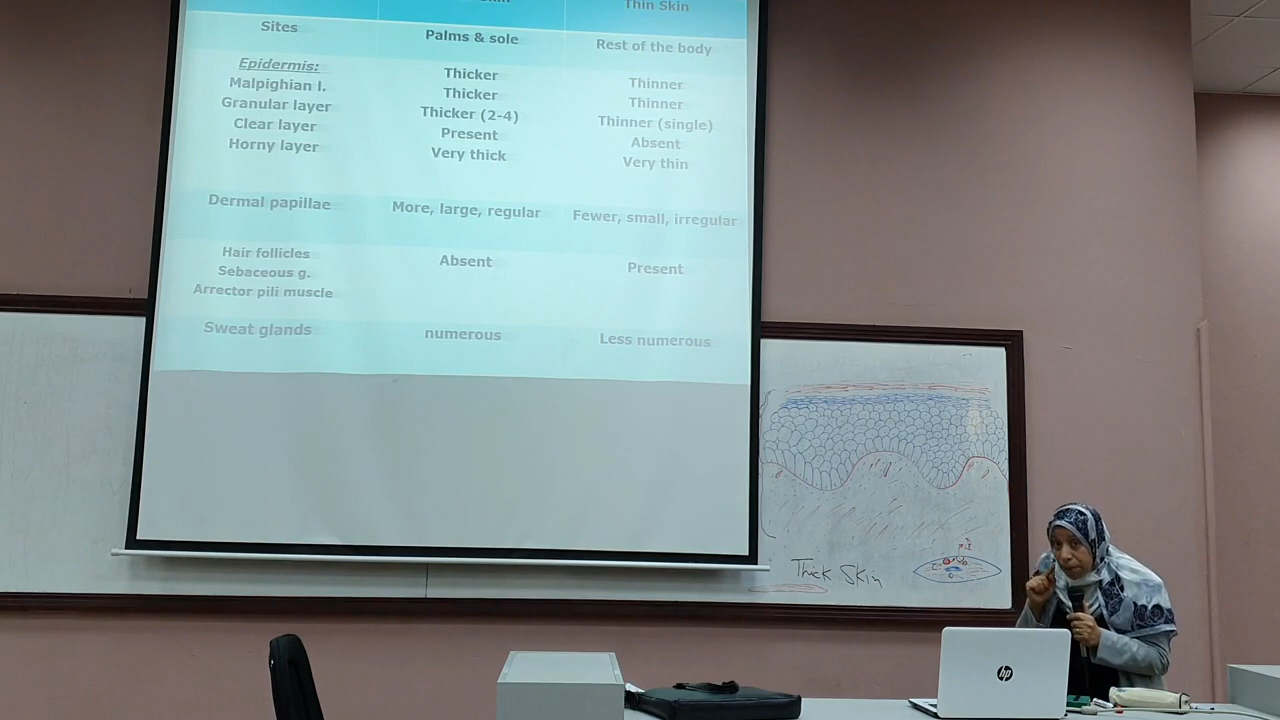 Thin Skin
Sites Palms & sole Rest of the body
Epidermis: Thicker Thinner
Malpighian l. Thicker Thinner
Granular layer Thicker (2-4) Thinner (single)
Clear layer Present Absent
Horny layer Very thick Very thin
Dermal papillae More, large, regular Fewer, small, irregular
Hair follicles
Sebaceous g. Absent Present
Arrector pili muscle
Sweat glands numerous Less numerous
Thick Skin
hp